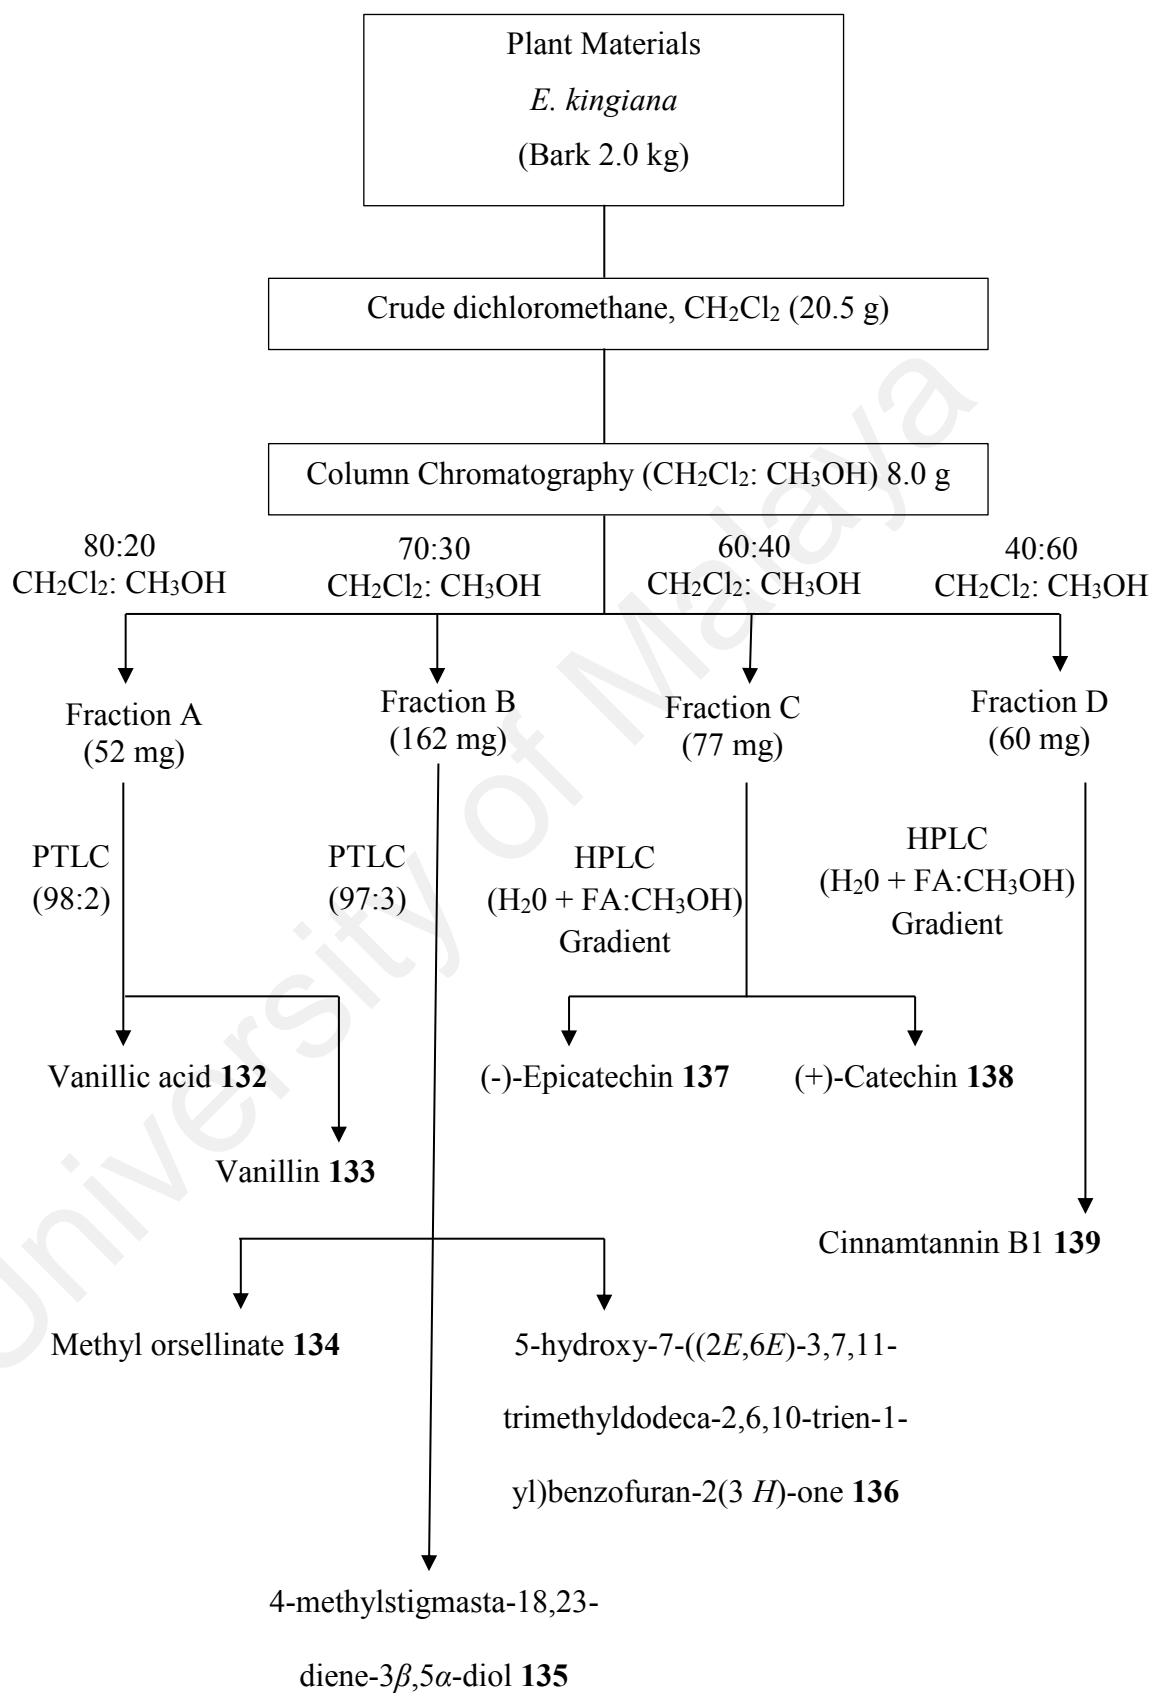 Plant Materials
E. kingiana
(Bark 2.0 kg)
Crude dichloromethane, CH₂Cl₂ (20.5 g)
Column Chromatography (CH₂Cl₂: CH₃OH) 8.0 g
80:20
CH₂Cl₂: CH₃OH
70:30
CH₂Cl₂: CH₃OH
60:40
CH₂Cl₂: CH₃OH
40:60
CH₂Cl₂: CH₃OH
Fraction A
(52 mg)
Fraction B
(162 mg)
Fraction C
(77 mg)
Fraction D
(60 mg)
PTLC
(98:2)
PTLC
(97:3)
HPLC
(H₂0 + FA:CH₃OH)
Gradient
HPLC
(H₂0 + FA:CH₃OH)
Gradient
Vanillic acid 132
Vanillin 133
(-)-Epicatechin 137
(+)-Catechin 138
Cinnamtannin B1 139
Methyl orsellinate 134
5-hydroxy-7-((2E,6E)-3,7,11-
trimethyldodeca-2,6,10-trien-1-
yl)benzofuran-2(3 H)-one 136
4-methylstigmasta-18,23-
diene-3β,5α-diol 135
University of Malaya